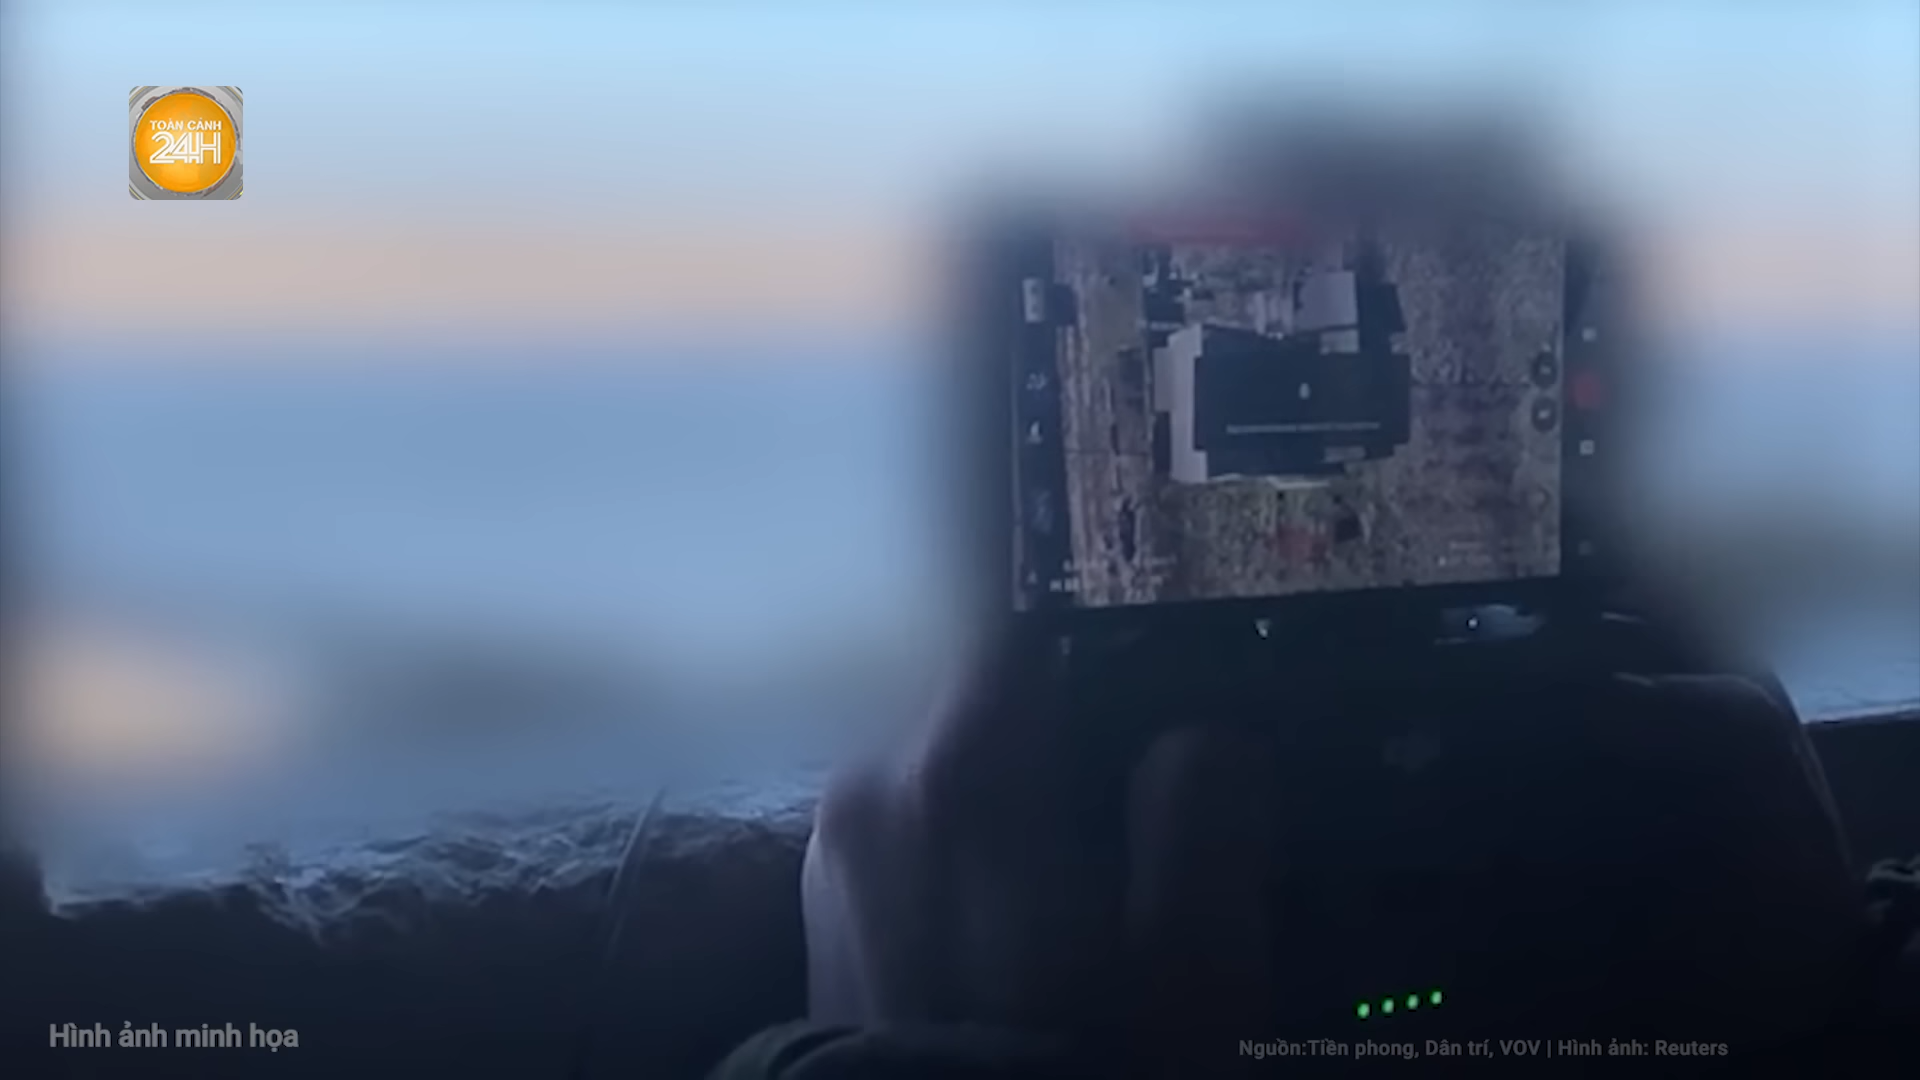 TOÀN CẢNH
24H
Hình ảnh minh họa
Nguồn:Tiền phong, Dân trí, VOV | Hình ảnh: Reuters